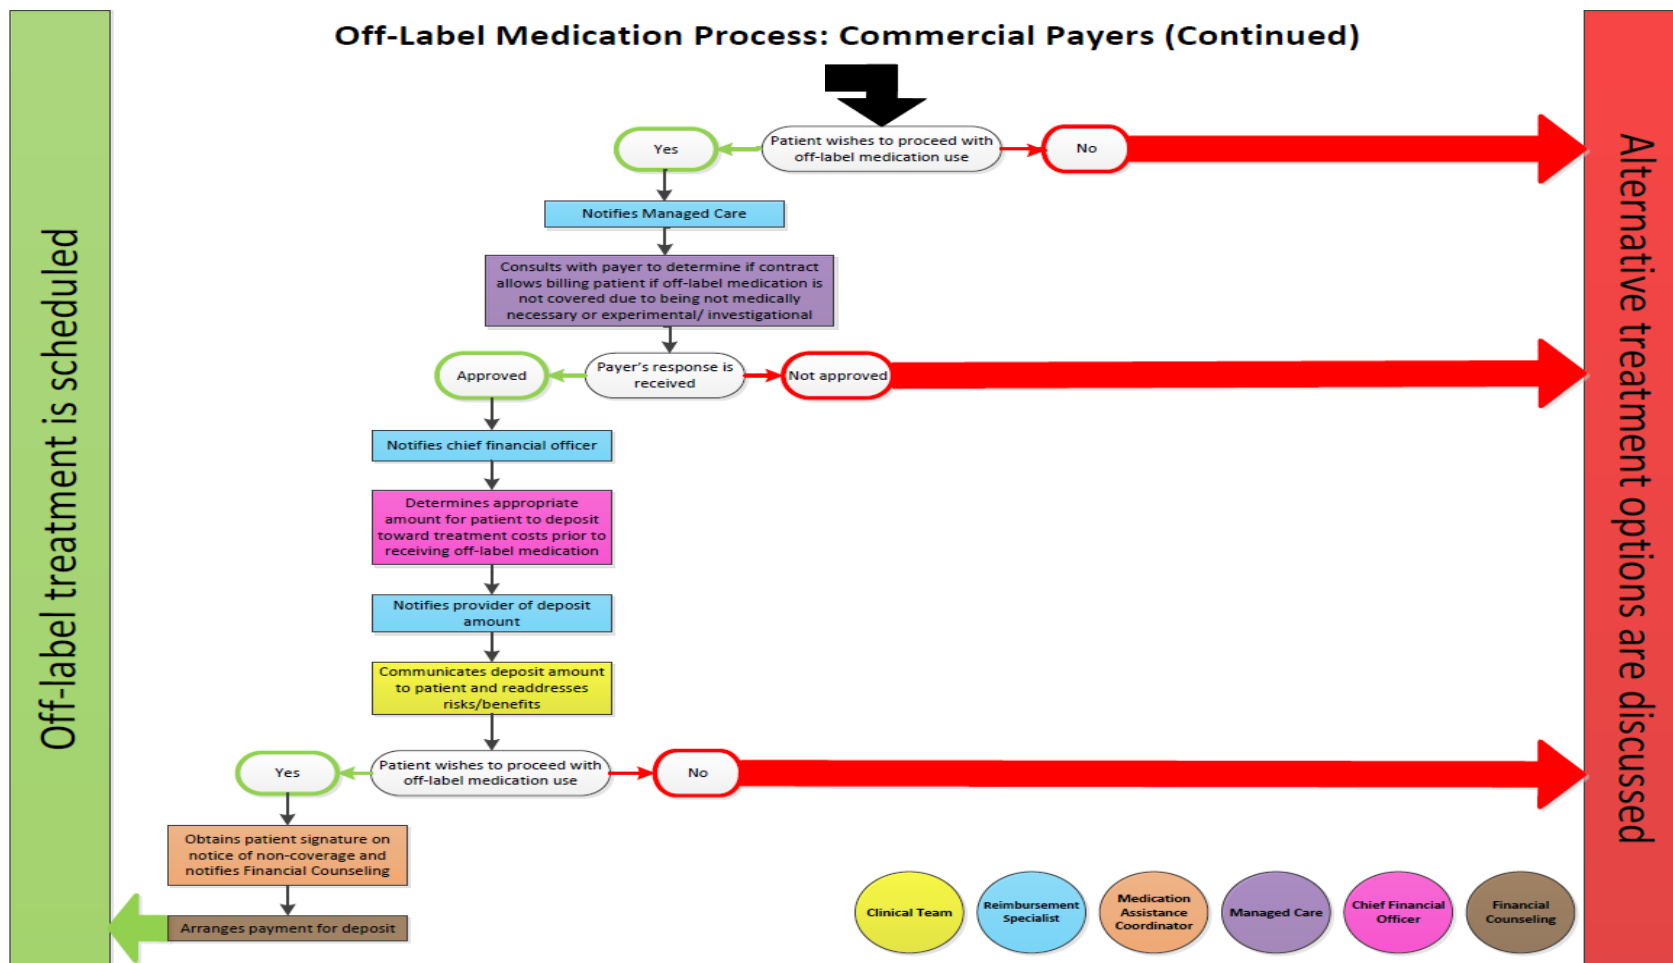 Off-Label Medication Process: Commercial Payers (Continued)
Patient wishes to proceed with
off-label medication use
Yes
No
Notifies Managed Care
Consults with payer to determine if contract
allows billing patient if off-label medication is
not covered due to being not medically
necessary or experimental/ investigational
Payer's response is
received
Approved
Not approved
Notifies chief financial officer
Determines appropriate
amount for patient to deposit
toward treatment costs prior to
receiving off-label medication
Notifies provider of deposit
amount
Communicates deposit amount
to patient and readdresses
risks/benefits
Patient wishes to proceed with
off-label medication use
Yes
No
Obtains patient signature on
notice of non-coverage and
notifies Financial Counseling
Arranges payment for deposit
Off-label treatment is scheduled
Alternative treatment options are discussed
Clinical Team
Reimbursement
Specialist
Medication
Assistance
Coordinator
Managed Care
Chief Financial
Officer
Financial
Counseling